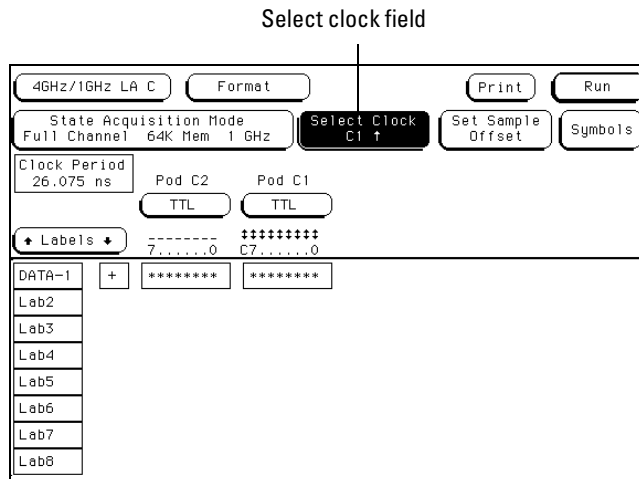 Select clock field
4GHz/1GHz LA C Format Print Run
State Acquisition Mode
Full Channel 64K Mem 1 GHz
Select Clock
C1 ↑
Set Sample
Offset
Symbols
Clock Period
26.075 ns
Pod C2 Pod C1
TTL TTL
↑ Labels ↓
-------- ↕↕↕↕↕↕↕↕↕
7......0 C7......0
DATA-1 + ******** ********
Lab2
Lab3
Lab4
Lab5
Lab6
Lab7
Lab8